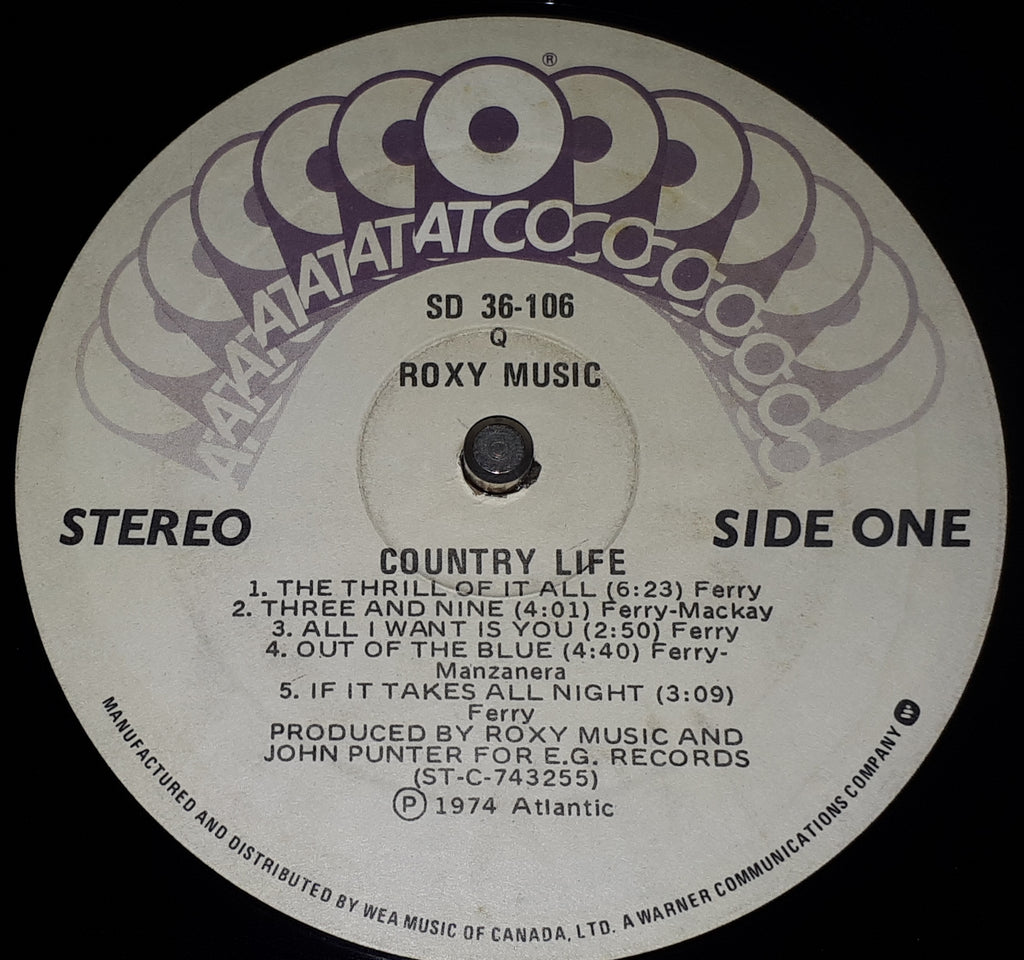 ®
ATCO
SD 36-106
Q
ROXY MUSIC
STEREO
SIDE ONE
COUNTRY LIFE
1. THE THRILL OF IT ALL (6:23) Ferry
2. THREE AND NINE (4:01) Ferry-Mackay
3. ALL I WANT IS YOU (2:50) Ferry
4. OUT OF THE BLUE (4:40) Ferry-
Manzanera
5. IF IT TAKES ALL NIGHT (3:09)
Ferry
PRODUCED BY ROXY MUSIC AND
JOHN PUNTER FOR E.G. RECORDS
(ST-C-743255)
Ⓟ 1974 Atlantic
MANUFACTURED AND DISTRIBUTED BY WEA MUSIC OF CANADA, LTD. A WARNER COMMUNICATIONS COMPANY